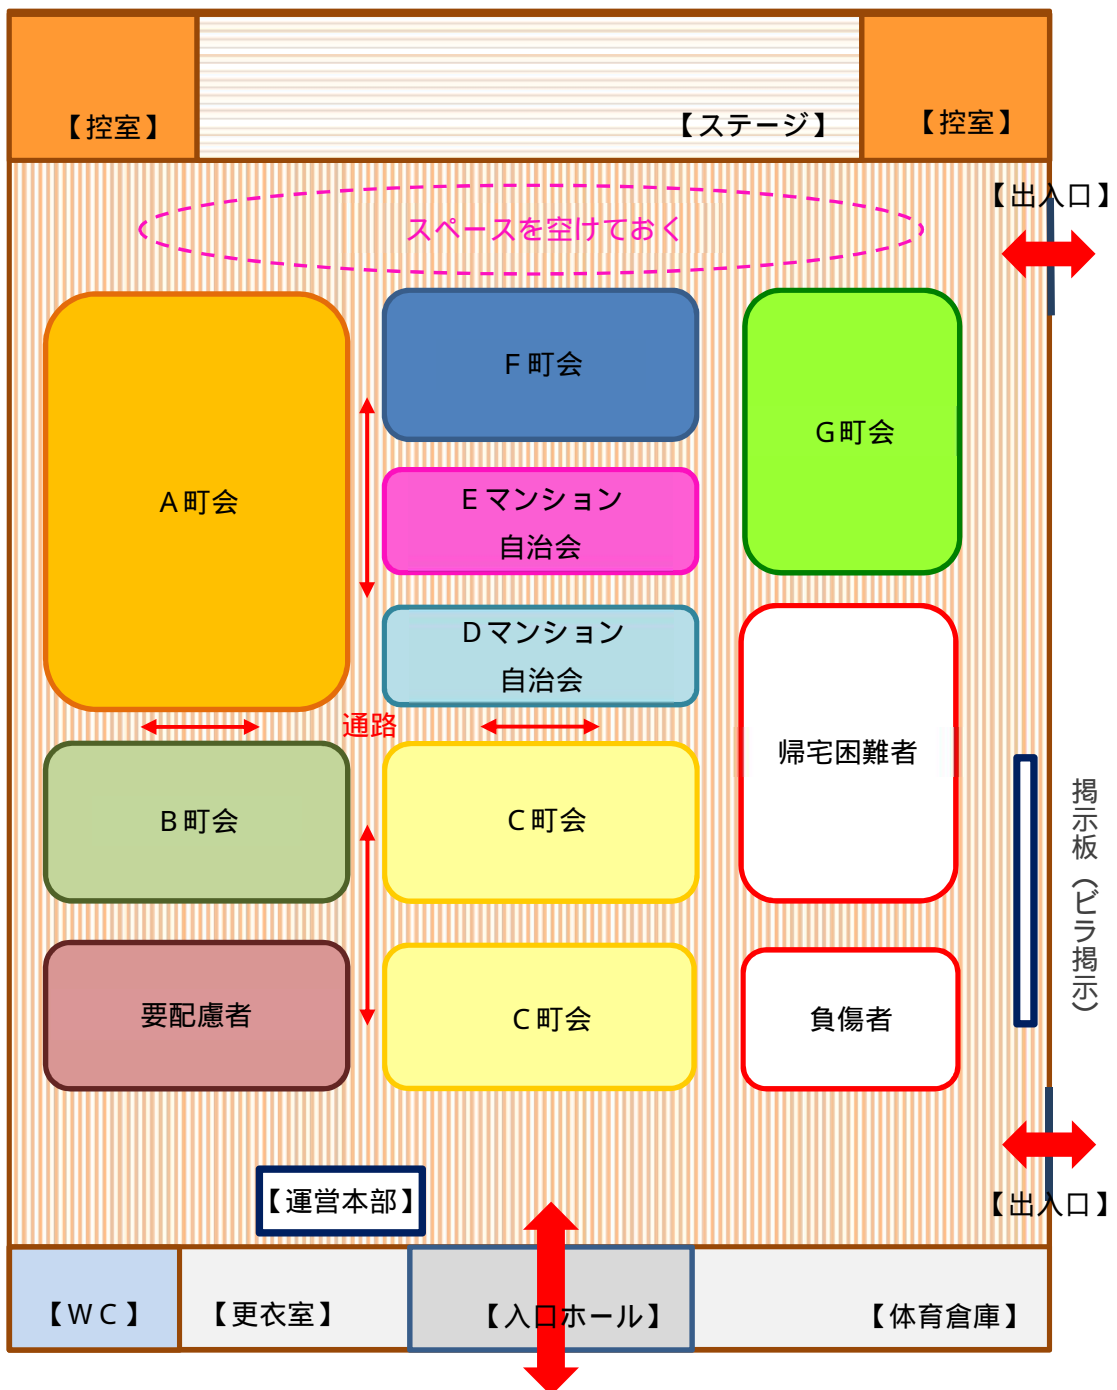 【控室】
【ステージ】
【控室】
【出入口】
スペースを空けておく
F町会
G町会
A町会
Eマンション
自治会
Dマンション
自治会
通路
帰宅困難者
B町会
C町会
掲示板（ビラ掲示）
要配慮者
C町会
負傷者
【運営本部】
【出入口】
【WC】
【更衣室】
【入口ホール】
【体育倉庫】